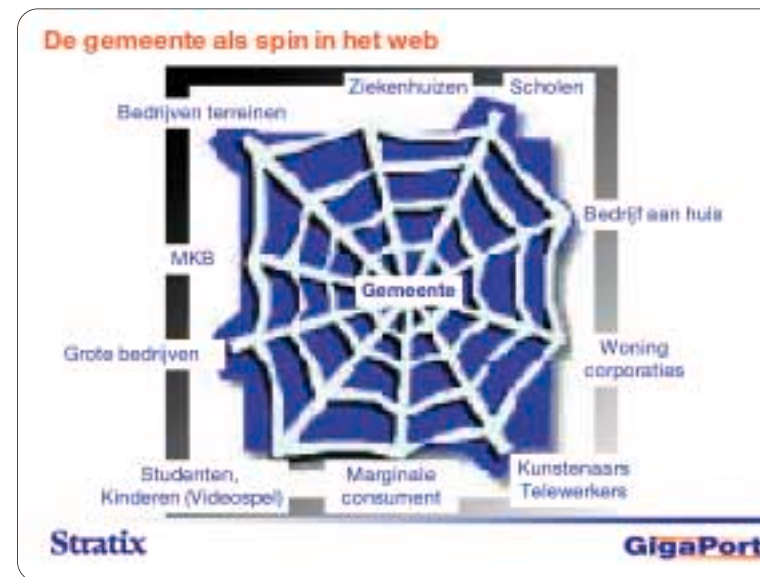 De gemeente als spin in het web
Ziekenhuizen
Scholen
Bedrijven terreinen
Bedrijf aan huis
MKB
Gemeente
Grote bedrijven
Woning
corporaties
Studenten,
Kinderen (Videospel)
Marginale
consument
Kunstenaars
Telewerkers
Stratix
GigaPort